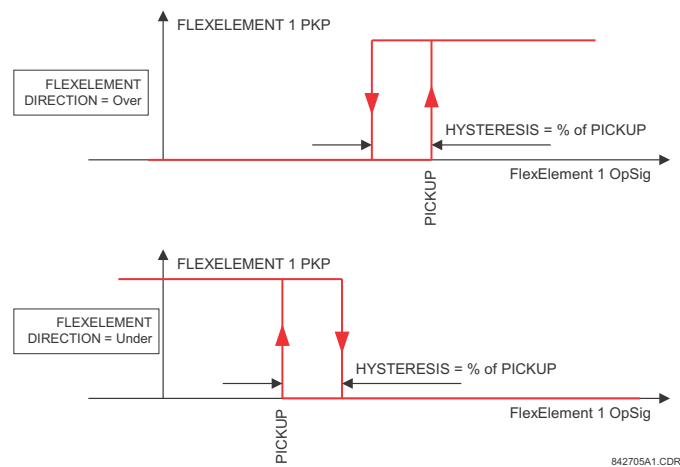 FLEXELEMENT 1 PKP
FLEXELEMENT
DIRECTION = Over
HYSTERESIS = % of PICKUP
FlexElement 1 OpSig
PICKUP
FLEXELEMENT 1 PKP
FLEXELEMENT
DIRECTION = Under
HYSTERESIS = % of PICKUP
FlexElement 1 OpSig
PICKUP
842705A1.CDR